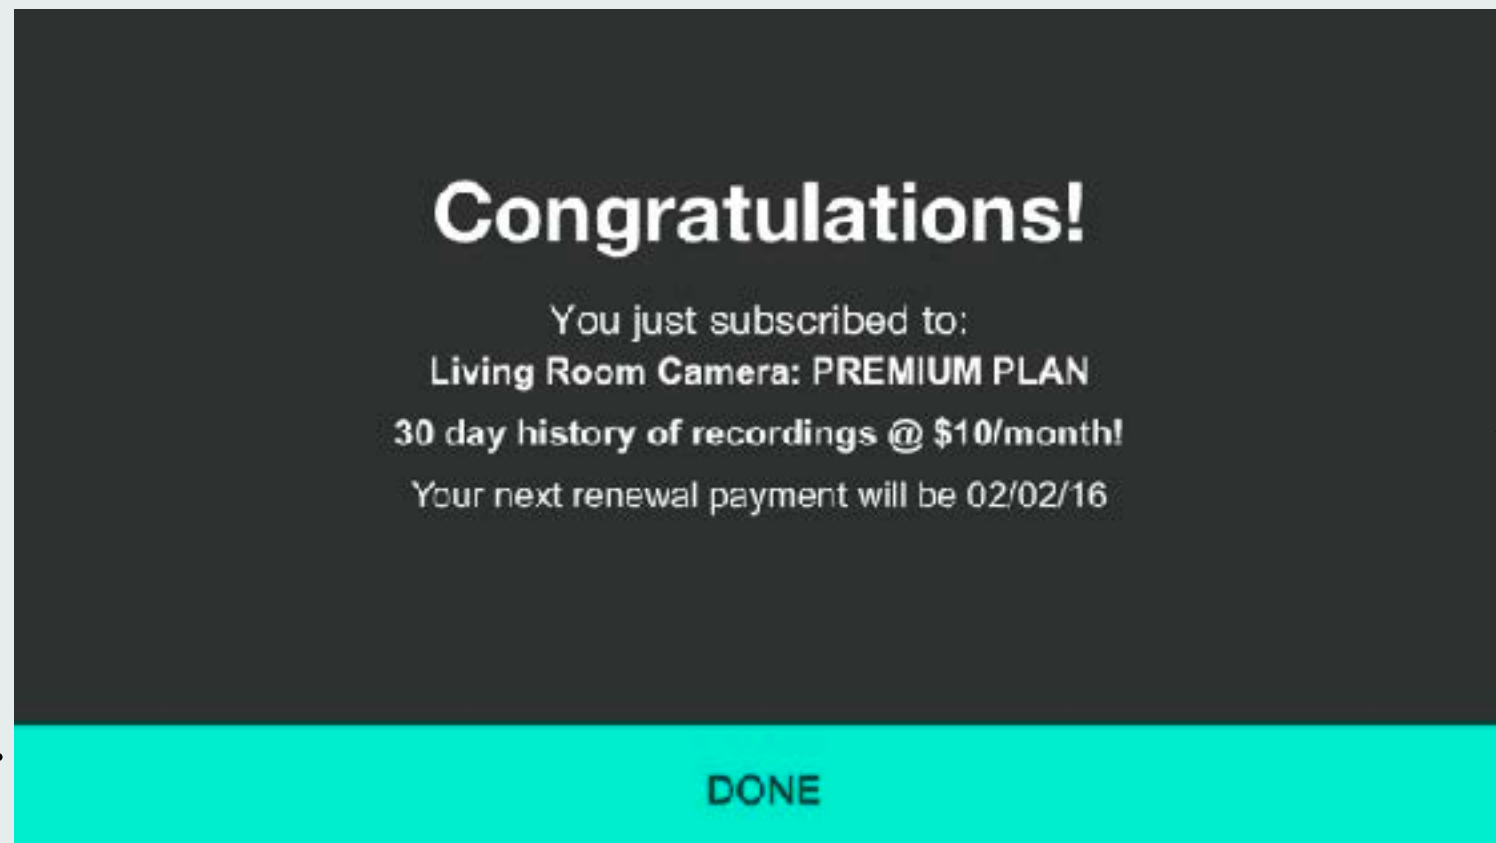 Congratulations!
You just subscribed to:
Living Room Camera: PREMIUM PLAN
30 day history of recordings @ $10/month!
Your next renewal payment will be 02/02/16
DONE